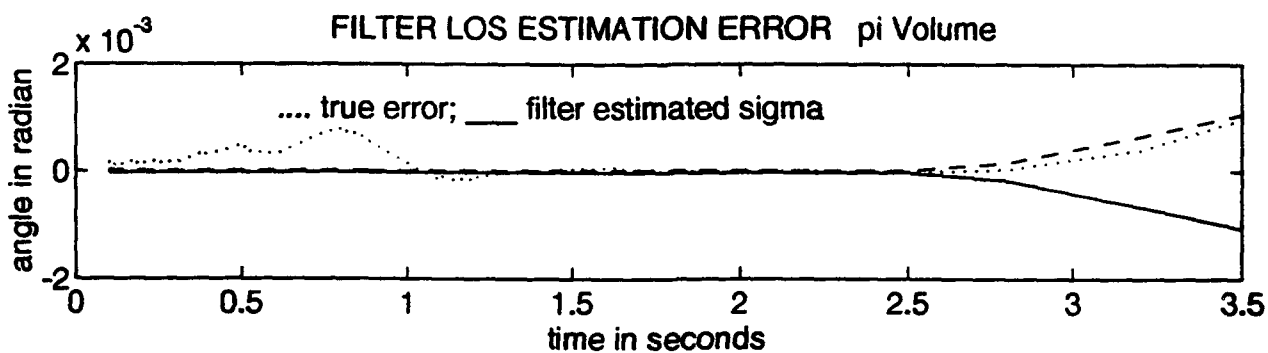 FILTER LOS ESTIMATION ERROR pi Volume
x 10^-3
2
.... true error; ___ filter estimated sigma
angle in radian
0
-2
0 0.5 1 1.5 2 2.5 3 3.5
time in seconds